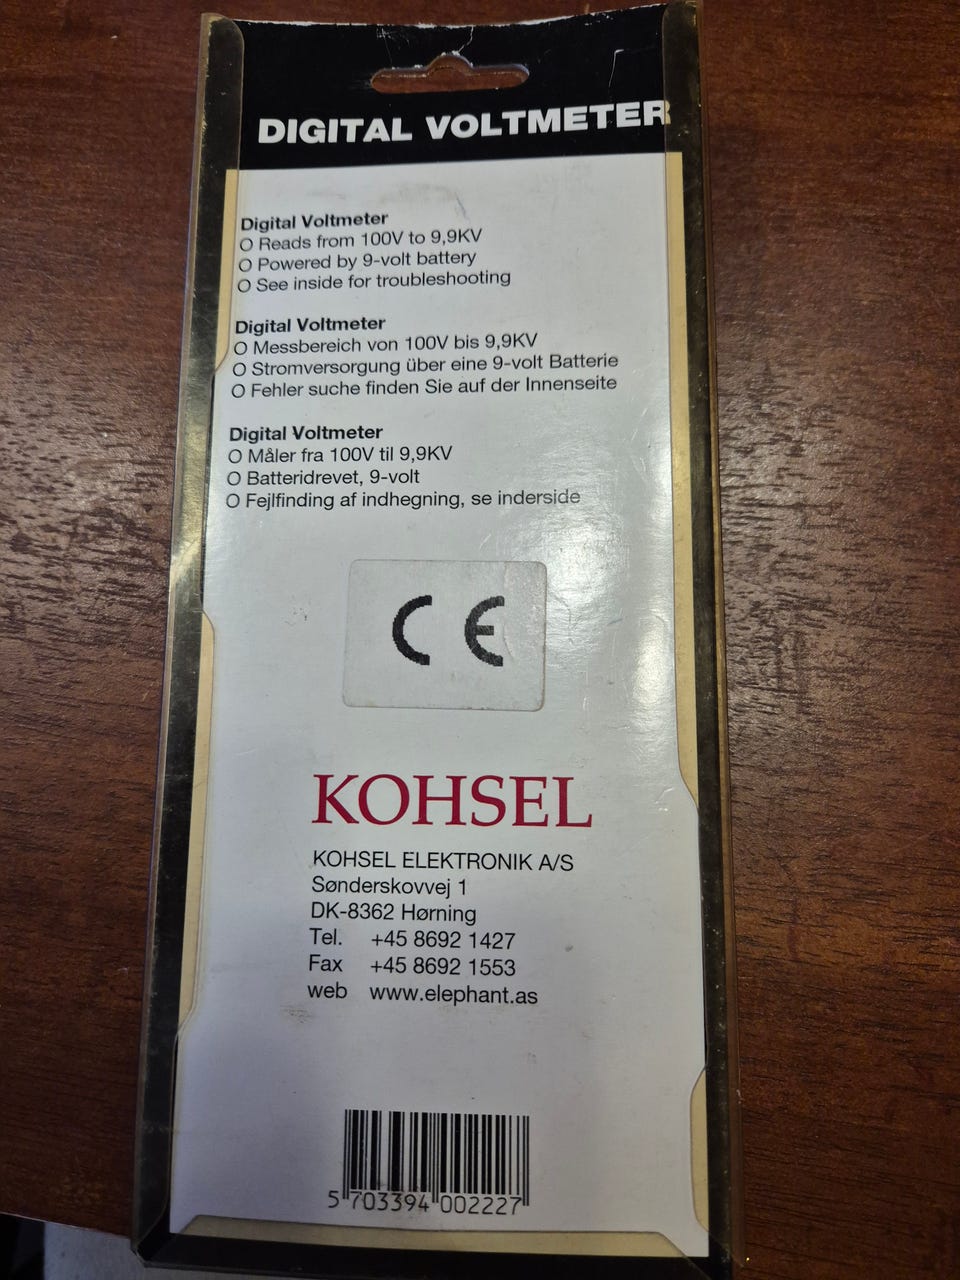 DIGITAL VOLTMETER
Digital Voltmeter
O Reads from 100V to 9,9KV
O Powered by 9-volt battery
O See inside for troubleshooting
Digital Voltmeter
O Messbereich von 100V bis 9,9KV
O Stromversorgung über eine 9-volt Batterie
O Fehler suche finden Sie auf der Innenseite
Digital Voltmeter
O Måler fra 100V til 9,9KV
O Batteridrevet, 9-volt
O Fejlfinding af indhegning, se inderside
CE
KOHSEL
KOHSEL ELEKTRONIK A/S
Sønderskovvej 1
DK-8362 Hørning
Tel. +45 8692 1427
Fax +45 8692 1553
web www.elephant.as
5 703394 002227